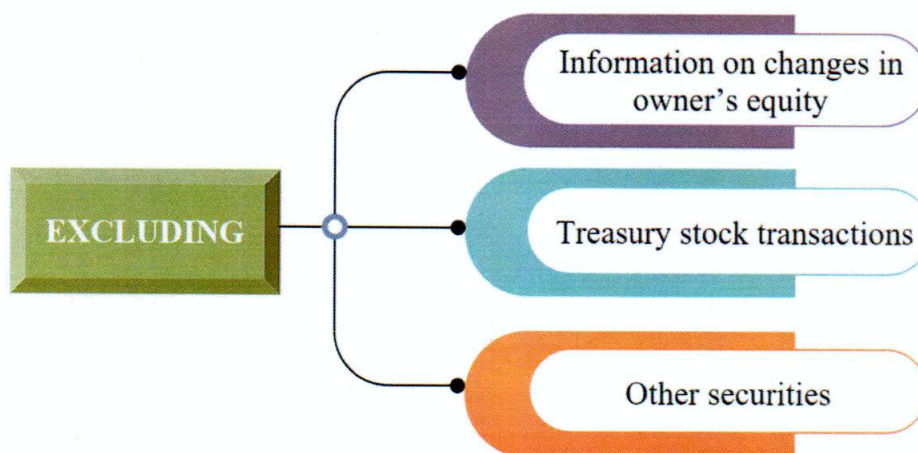 EXCLUDING
Information on changes in
owner's equity
Treasury stock transactions
Other securities